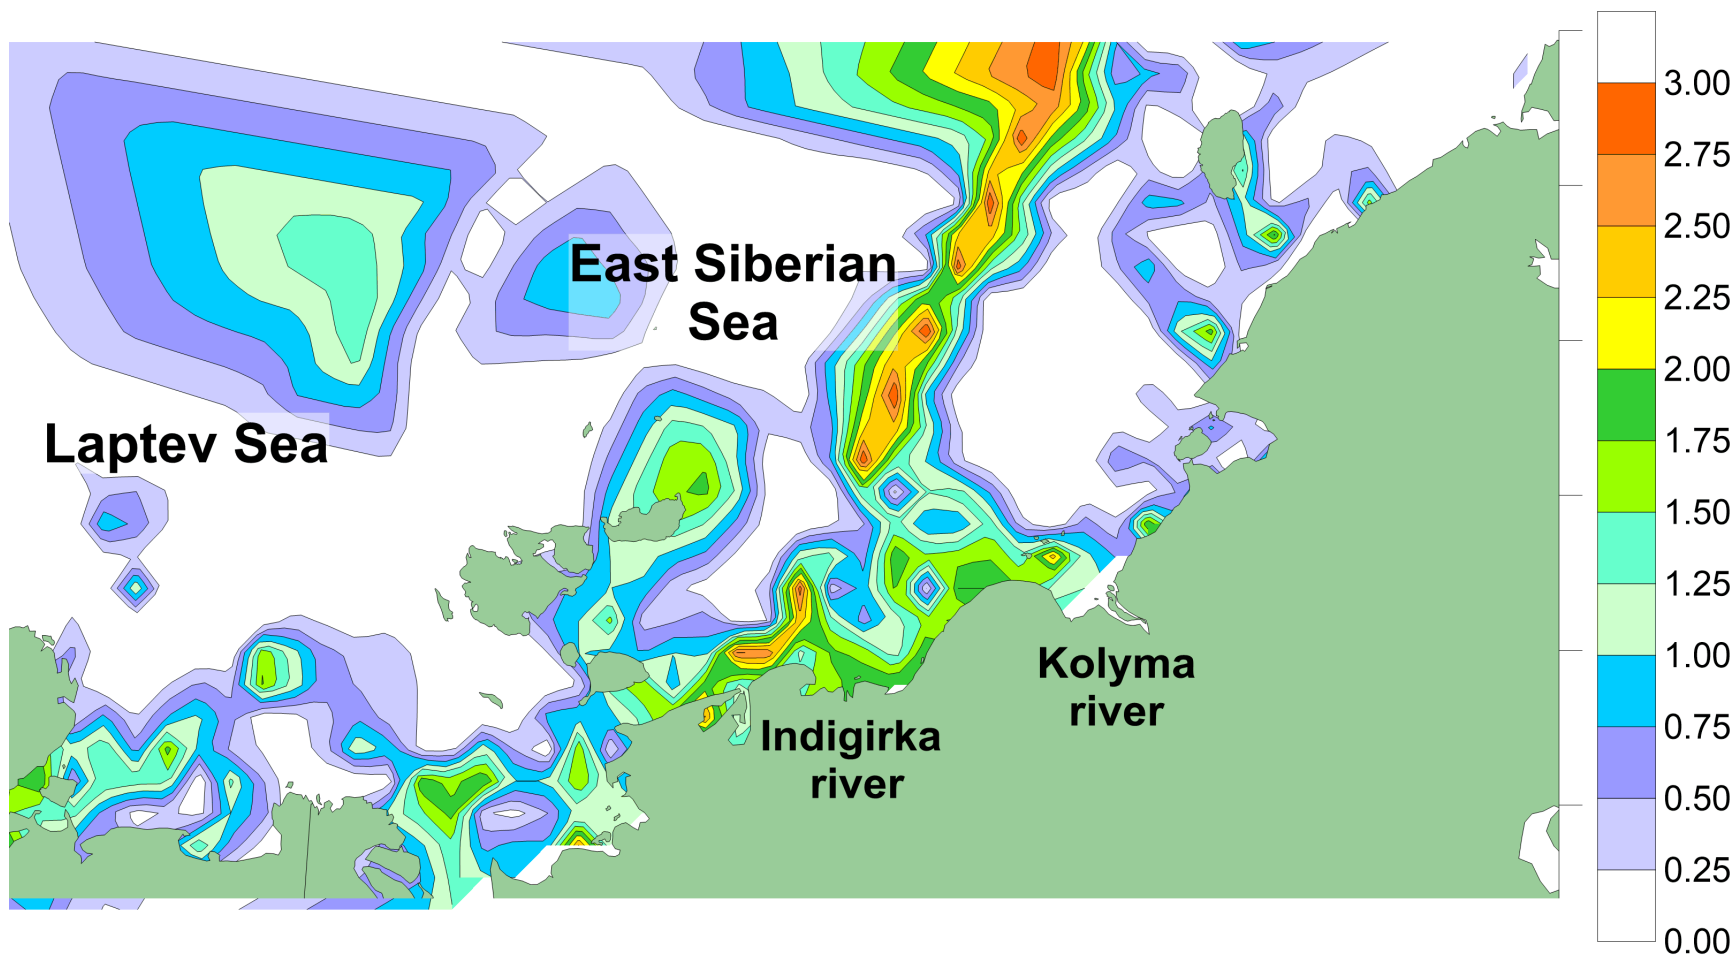 East Siberian
Sea
Laptev Sea
Kolyma
river
Indigirka
river
3.00
2.75
2.50
2.25
2.00
1.75
1.50
1.25
1.00
0.75
0.50
0.25
0.00